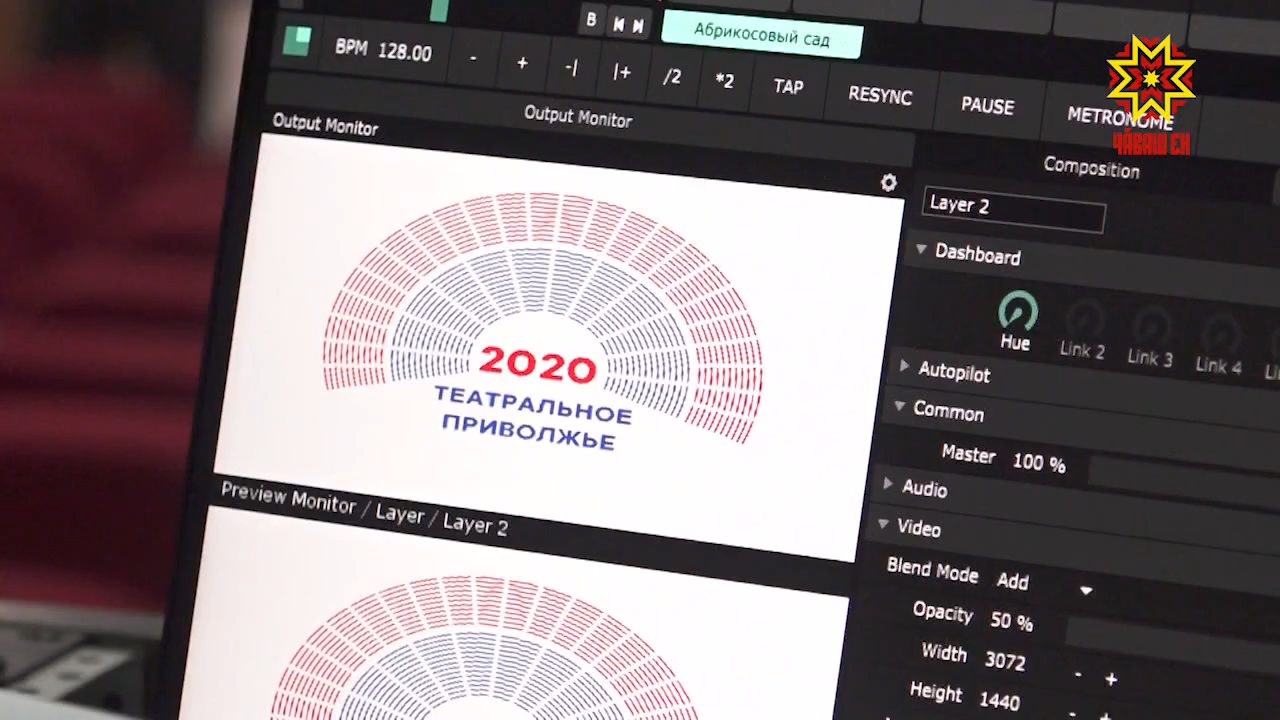 B
Абрикосовый сад
BPM 128.00 - + -| |+ /2 *2 TAP RESYNC PAUSE METRONOME
ЧӐВАШ ЕН
Output Monitor
Output Monitor
Composition
Layer 2
Dashboard
Hue Link 2 Link 3 Link 4
Autopilot
Common
Master 100 %
Audio
Video
Blend Mode Add
Opacity 50 %
Width 3072 - +
Height 1440 - +
2020
ТЕАТРАЛЬНОЕ
ПРИВОЛЖЬЕ
Preview Monitor / Layer / Layer 2